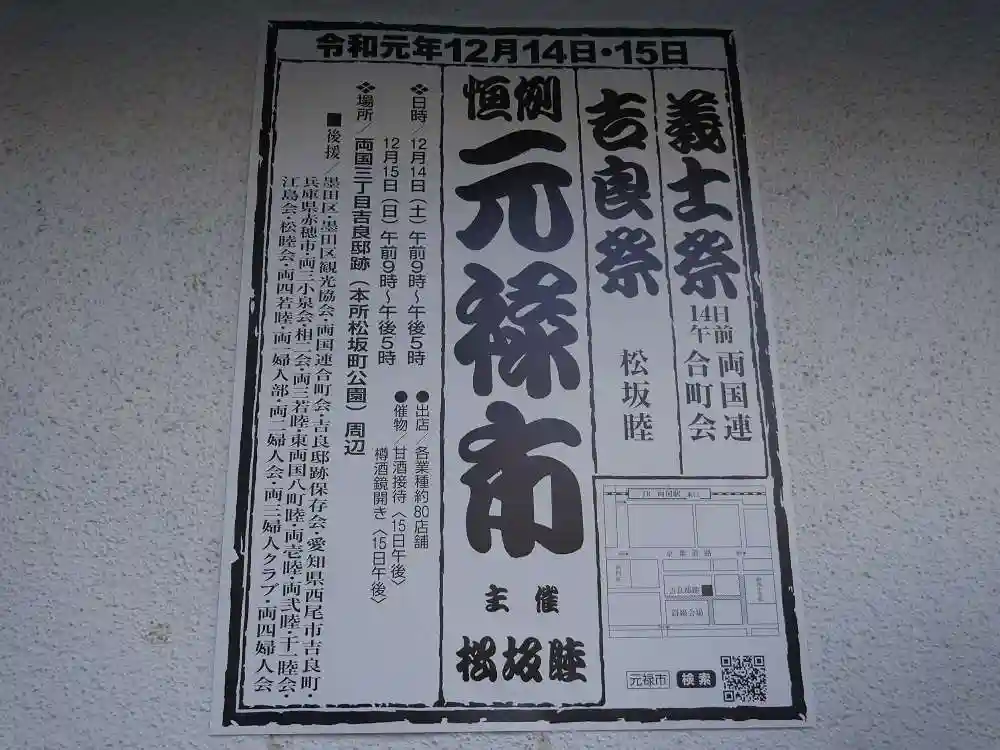 令和元年12月14日・15日
義士祭
14日午前
両国連合町会
吉良祭
松坂睦
恒例
元禄市
主催
松坂睦
❖日時／12月14日（土）午前9時～午後5時
12月15日（日）午前9時～午後5時
●出店／各業種約80店舗
●催物／甘酒接待〈15日午後〉
樽酒鏡開き〈15日午後〉
❖場所／両国三丁目吉良邸跡（本所松坂町公園）周辺
■後援／墨田区・墨田区観光協会・両国連合町会・吉良邸跡保存会・愛知県西尾市吉良町・
兵庫県赤穂市・両三小泉会・相二会・両三若睦・東両国八町睦・両壱睦・両弐睦・十一睦会・
江島会・松睦会・両四若睦・両一婦人部・両二婦人会・両三婦人クラブ・両四婦人会
JR 両国駅
京葉道路
吉良邸跡
元禄市
検索